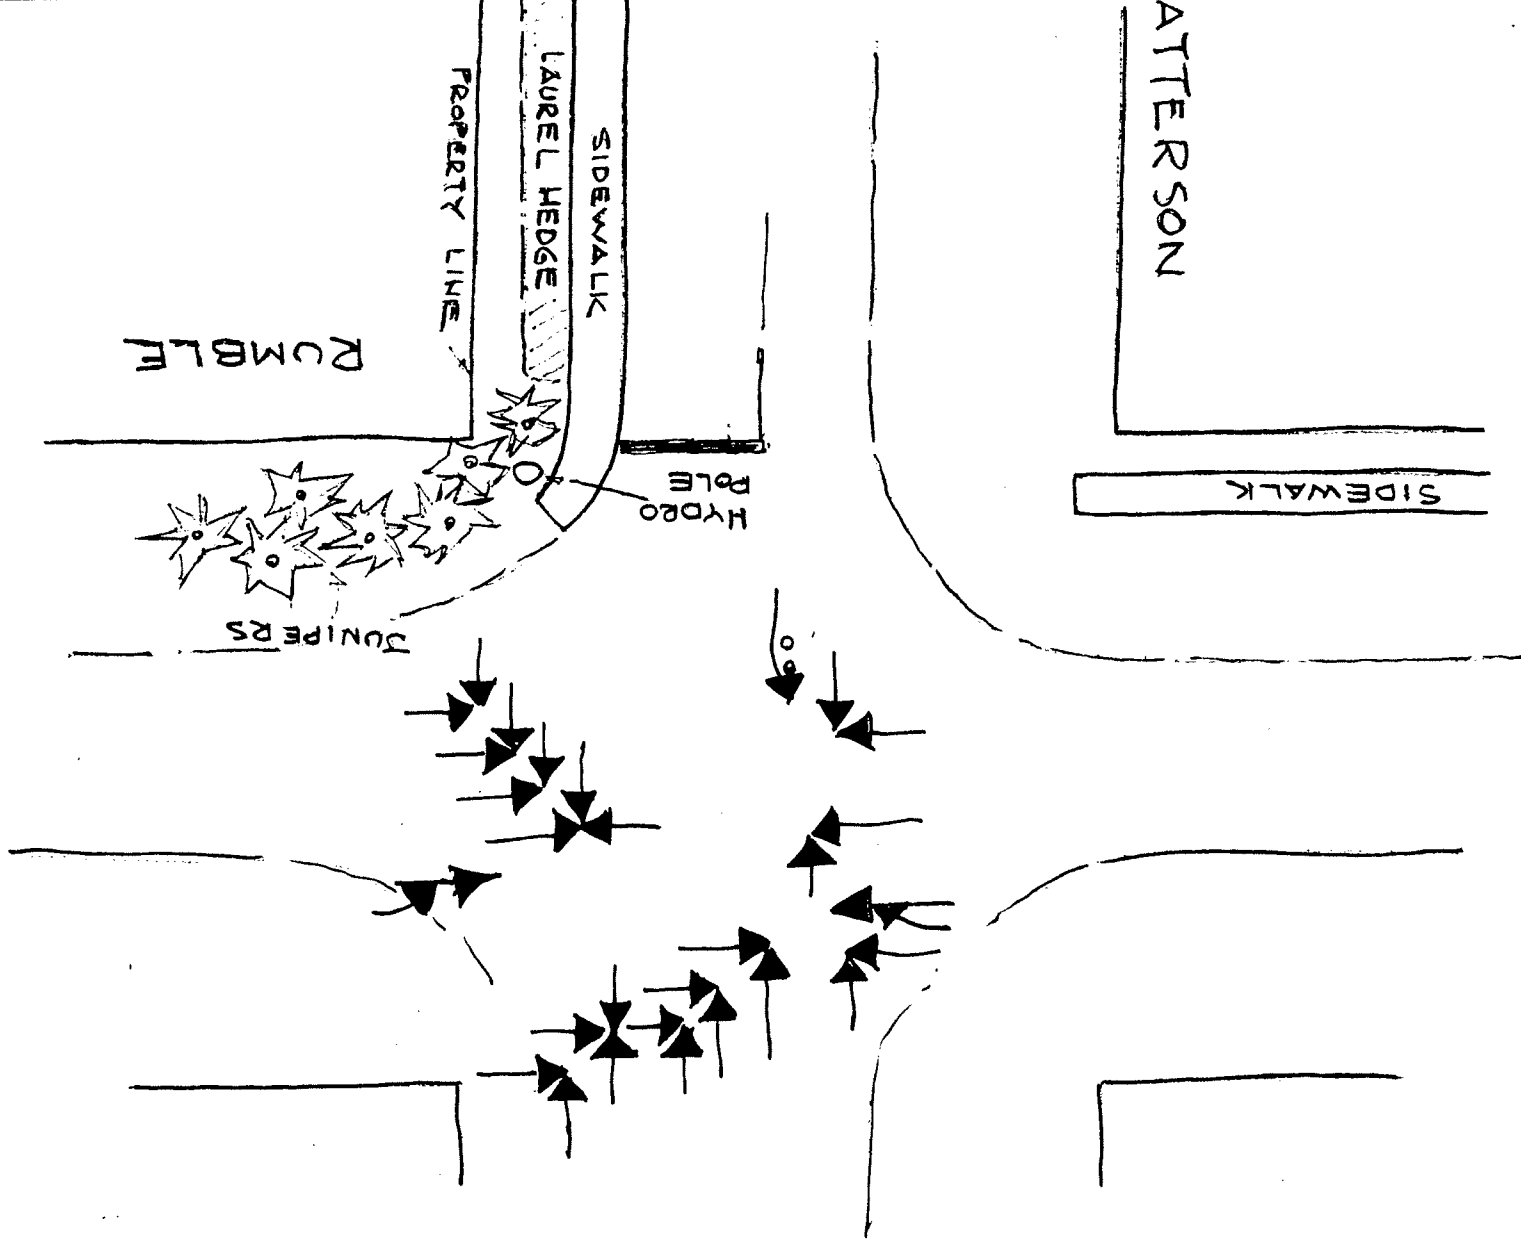 ATTERSON
LAUREL HEDGE
PROPERTY LINE
SIDEWALK
RUMBLE
HYDRO
POLE
SIDEWALK
JUNIPERS